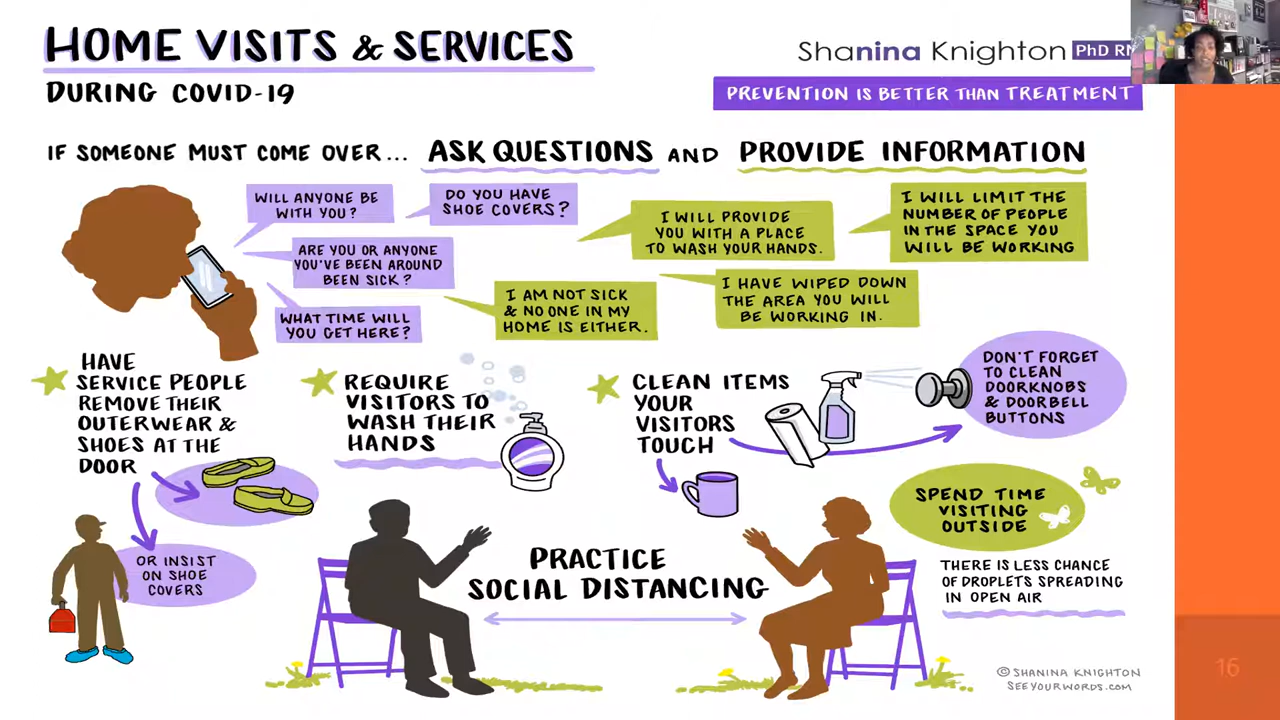 HOME VISITS & SERVICES
DURING COVID-19
Shanina Knighton PhD RN
PREVENTION IS BETTER THAN TREATMENT
IF SOMEONE MUST COME OVER... ASK QUESTIONS AND PROVIDE INFORMATION
WILL ANYONE BE
WITH YOU?
DO YOU HAVE
SHOE COVERS?
ARE YOU OR ANYONE
YOU'VE BEEN AROUND
BEEN SICK?
WHAT TIME WILL
YOU GET HERE?
I WILL PROVIDE
YOU WITH A PLACE
TO WASH YOUR HANDS.
I WILL LIMIT THE
NUMBER OF PEOPLE
IN THE SPACE YOU
WILL BE WORKING
I AM NOT SICK
& NO ONE IN MY
HOME IS EITHER.
I HAVE WIPED DOWN
THE AREA YOU WILL
BE WORKING IN.
HAVE
SERVICE PEOPLE
REMOVE THEIR
OUTERWEAR &
SHOES AT THE
DOOR
OR INSIST
ON SHOE
COVERS
REQUIRE
VISITORS TO
WASH THEIR
HANDS
CLEAN ITEMS
YOUR
VISITORS
TOUCH
DON'T FORGET
TO CLEAN
DOORKNOBS
& DOORBELL
BUTTONS
PRACTICE
SOCIAL DISTANCING
SPEND TIME
VISITING
OUTSIDE
THERE IS LESS CHANCE
OF DROPLETS SPREADING
IN OPEN AIR
© SHANINA KNIGHTON
SEEYOURWORDS.COM
16